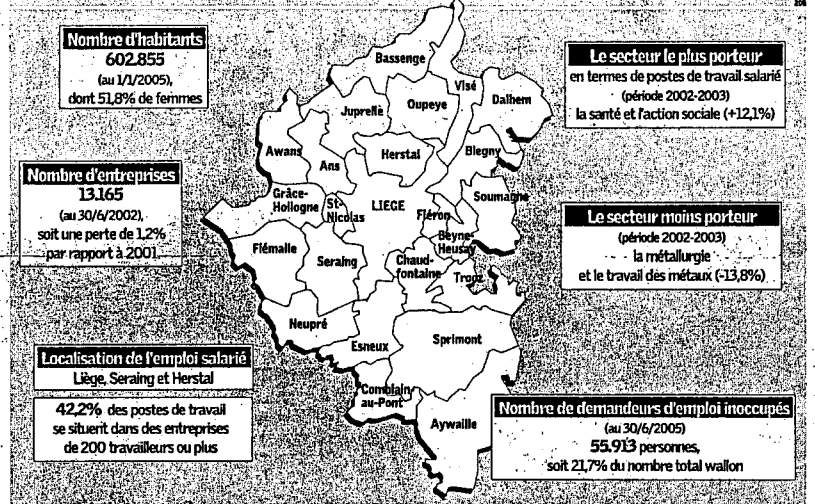 Nombre d'habitants
602.855
(au 1/1/2005),
dont 51,8% de femmes
Nombre d'entreprises
13.165
(au 30/6/2002),
soit une perte de 1,2%
par rapport à 2001
Localisation de l'emploi salarié
Liège, Seraing et Herstal
42,2% des postes de travail
se situent dans des entreprises
de 200 travailleurs ou plus
Bassenge
Visé
Dalhem
Juprelle
Oupeye
Awans
Ans
Herstal
Blegny
Grâce-
Hollogne
St-
Nicolas
LIEGE
Fléron
Soumagne
Beyne-
Heusay
Flémalle
Seraing
Chaud-
fontaine
Trooz
Neupré
Esneux
Sprimont
Comblain-
au-Pont
Aywaille
Le secteur le plus porteur
en termes de postes de travail salarié
(période 2002-2003)
la santé et l'action sociale (+12,1%)
Le secteur moins porteur
(période 2002-2003)
la métallurgie
et le travail des métaux (-13,8%)
Nombre de demandeurs d'emploi inoccupés
(au 30/6/2005)
55.913 personnes,
soit 21,7% du nombre total wallon